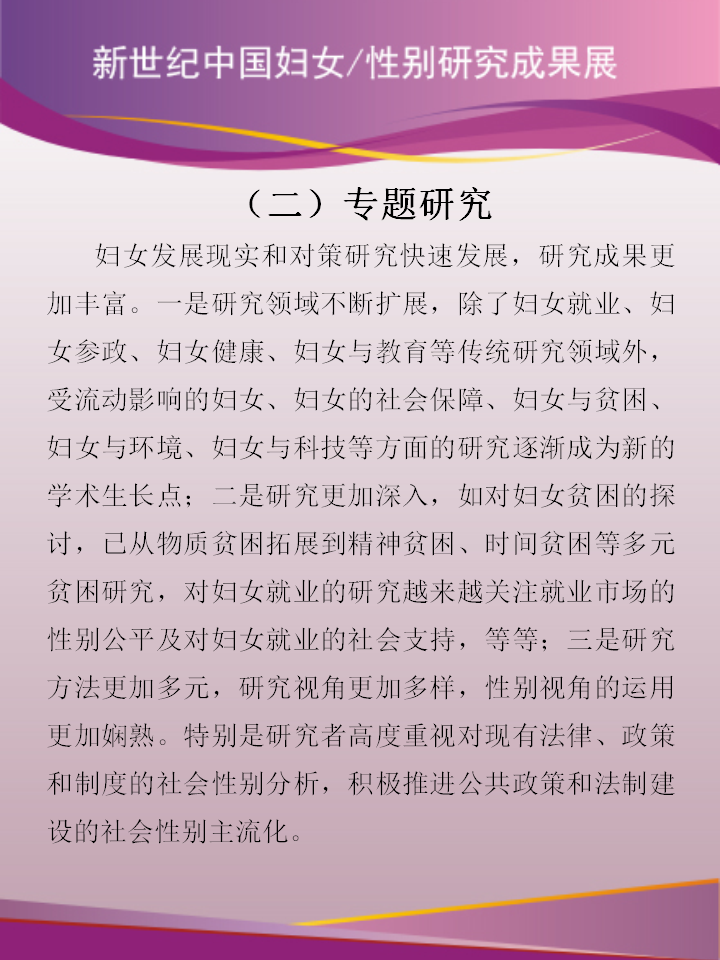 新世纪中国妇女/性别研究成果展
（二）专题研究
妇女发展现实和对策研究快速发展，研究成果更
加丰富。一是研究领域不断扩展，除了妇女就业、妇
女参政、妇女健康、妇女与教育等传统研究领域外，
受流动影响的妇女、妇女的社会保障、妇女与贫困、
妇女与环境、妇女与科技等方面的研究逐渐成为新的
学术生长点；二是研究更加深入，如对妇女贫困的探
讨，已从物质贫困拓展到精神贫困、时间贫困等多元
贫困研究，对妇女就业的研究越来越关注就业市场的
性别公平及对妇女就业的社会支持，等等；三是研究
方法更加多元，研究视角更加多样，性别视角的运用
更加娴熟。特别是研究者高度重视对现有法律、政策
和制度的社会性别分析，积极推进公共政策和法制建
设的社会性别主流化。